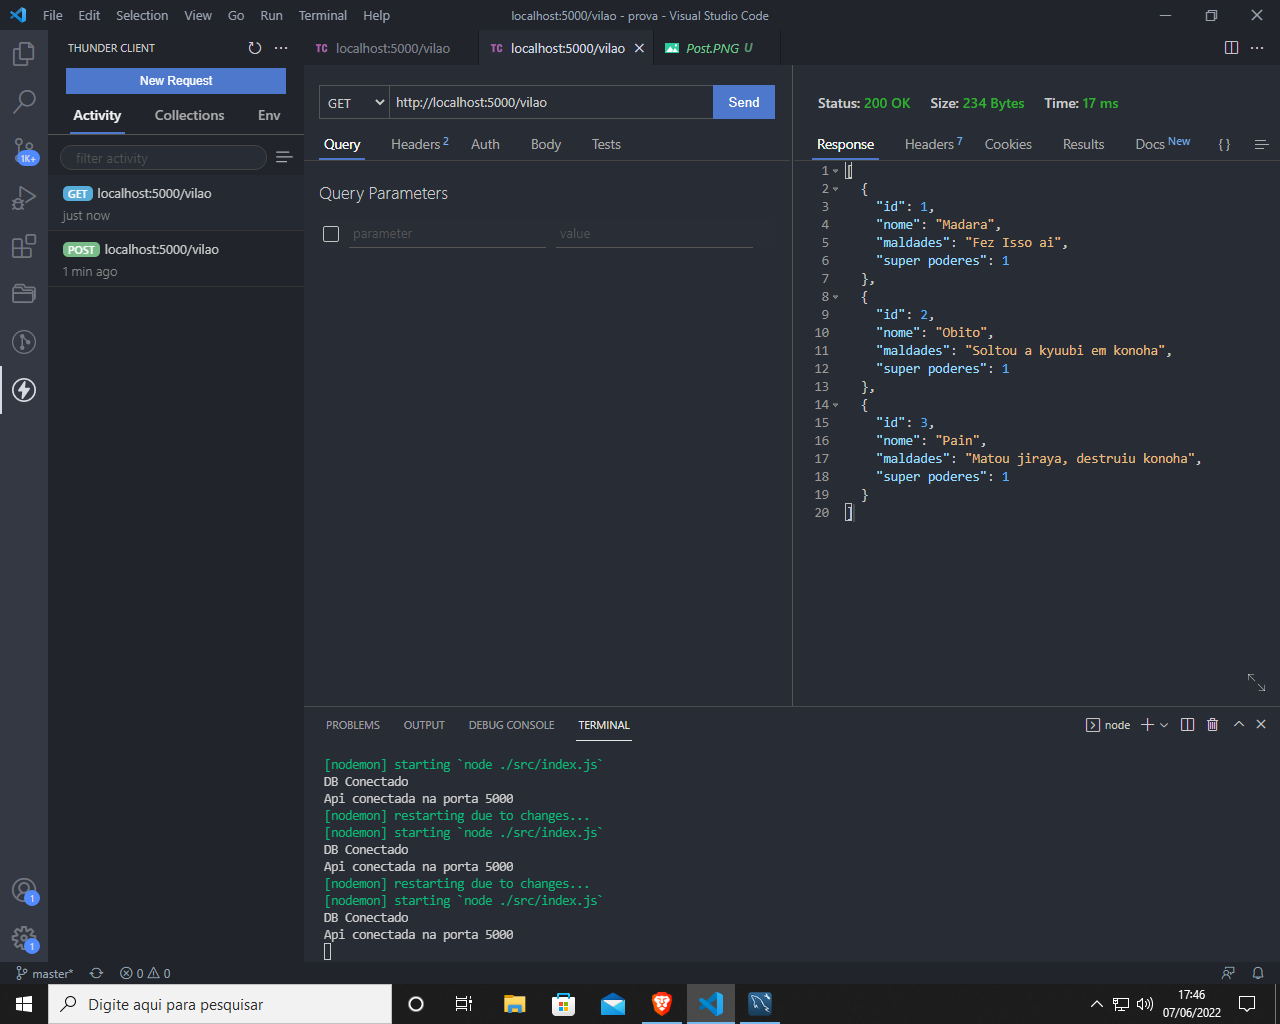 File Edit Selection View Go Run Terminal Help
localhost:5000/vilao - prova - Visual Studio Code
THUNDER CLIENT
New Request
Activity Collections Env
filter activity
GET localhost:5000/vilao
just now
POST localhost:5000/vilao
1 min ago
1K+
1
1
TC localhost:5000/vilao
TC localhost:5000/vilao
Post.PNG U
GET http://localhost:5000/vilao Send
Query Headers 2 Auth Body Tests
Query Parameters
parameter value
Status: 200 OK Size: 234 Bytes Time: 17 ms
Response Headers 7 Cookies Results Docs New { }
1 [
2 {
3 "id": 1,
4 "nome": "Madara",
5 "maldades": "Fez Isso ai",
6 "super poderes": 1
7 },
8 {
9 "id": 2,
10 "nome": "Obito",
11 "maldades": "Soltou a kyuubi em konoha",
12 "super poderes": 1
13 },
14 {
15 "id": 3,
16 "nome": "Pain",
17 "maldades": "Matou jiraya, destruiu konoha",
18 "super poderes": 1
19 }
20 ]
PROBLEMS OUTPUT DEBUG CONSOLE TERMINAL
node
[nodemon] starting `node ./src/index.js`
DB Conectado
Api conectada na porta 5000
[nodemon] restarting due to changes...
[nodemon] starting `node ./src/index.js`
DB Conectado
Api conectada na porta 5000
[nodemon] restarting due to changes...
[nodemon] starting `node ./src/index.js`
DB Conectado
Api conectada na porta 5000
master* 0 0
Digite aqui para pesquisar
17:46
07/06/2022